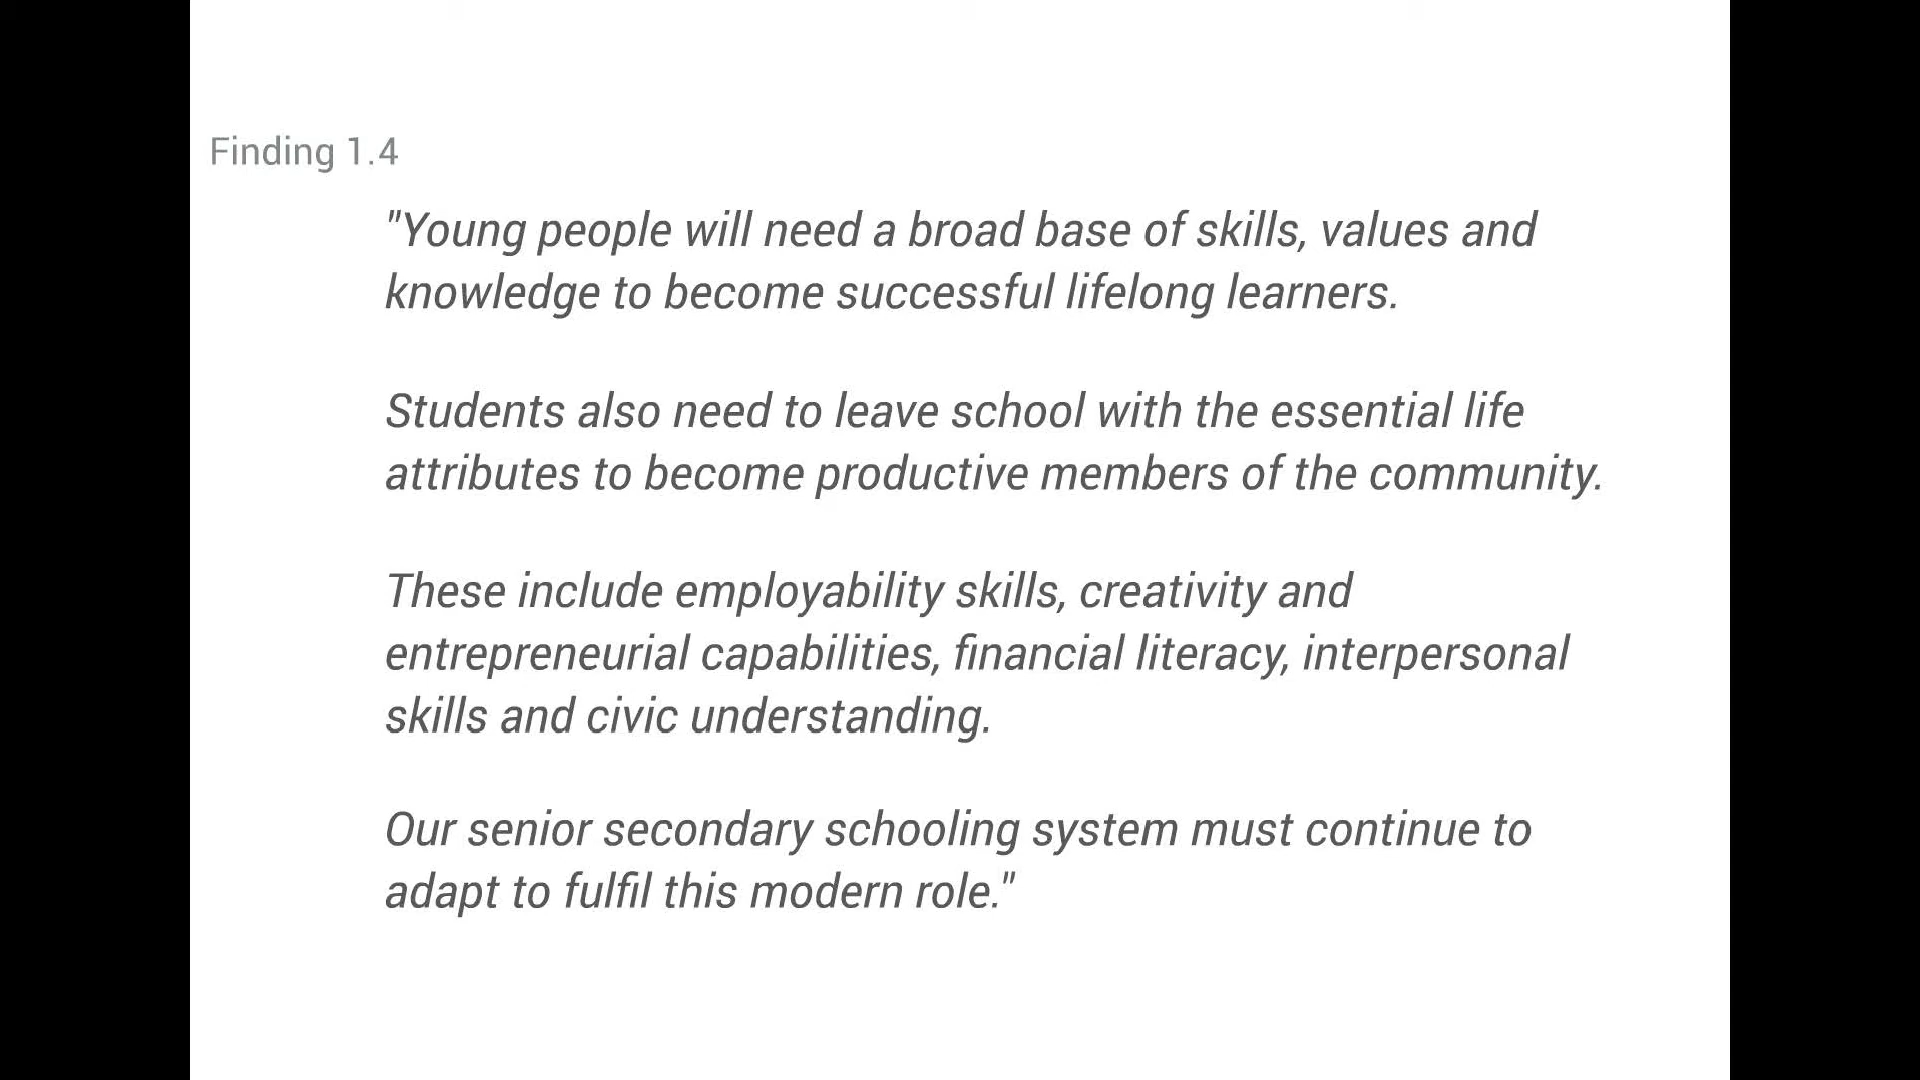 Finding 1.4
"Young people will need a broad base of skills, values and
knowledge to become successful lifelong learners.
Students also need to leave school with the essential life
attributes to become productive members of the community.
These include employability skills, creativity and
entrepreneurial capabilities, financial literacy, interpersonal
skills and civic understanding.
Our senior secondary schooling system must continue to
adapt to fulfil this modern role."